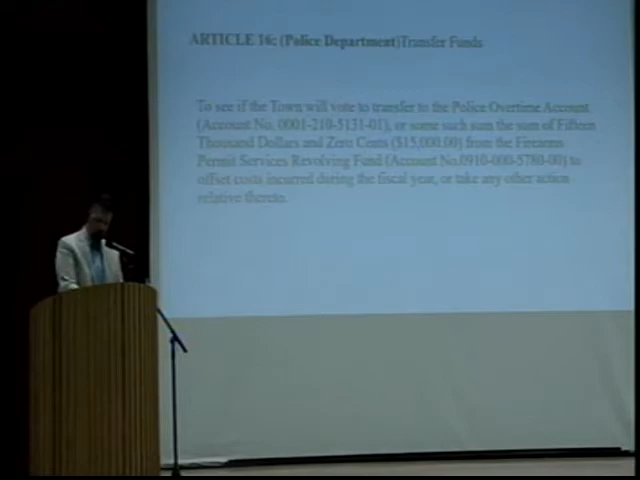 ARTICLE 16: (Police Department)Transfer Funds
To see if the Town will vote to transfer to the Police Overtime Account
(Account No. 0001-210-5131-01), or some such sum the sum of Fifteen
Thousand Dollars and Zero Cents ($15,000.00) from the Firearms
Permit Services Revolving Fund (Account No.0910-000-5780-00) to
offset costs incurred during the fiscal year, or take any other action
relative thereto.